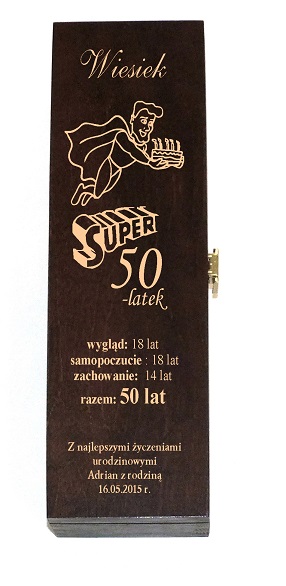 Wiesiek
SUPER
50
-latek
wygląd: 18 lat
samopoczucie : 18 lat
zachowanie: 14 lat
razem: 50 lat
Z najlepszymi życzeniami
urodzinowymi
Adrian z rodziną
16.05.2015 r.